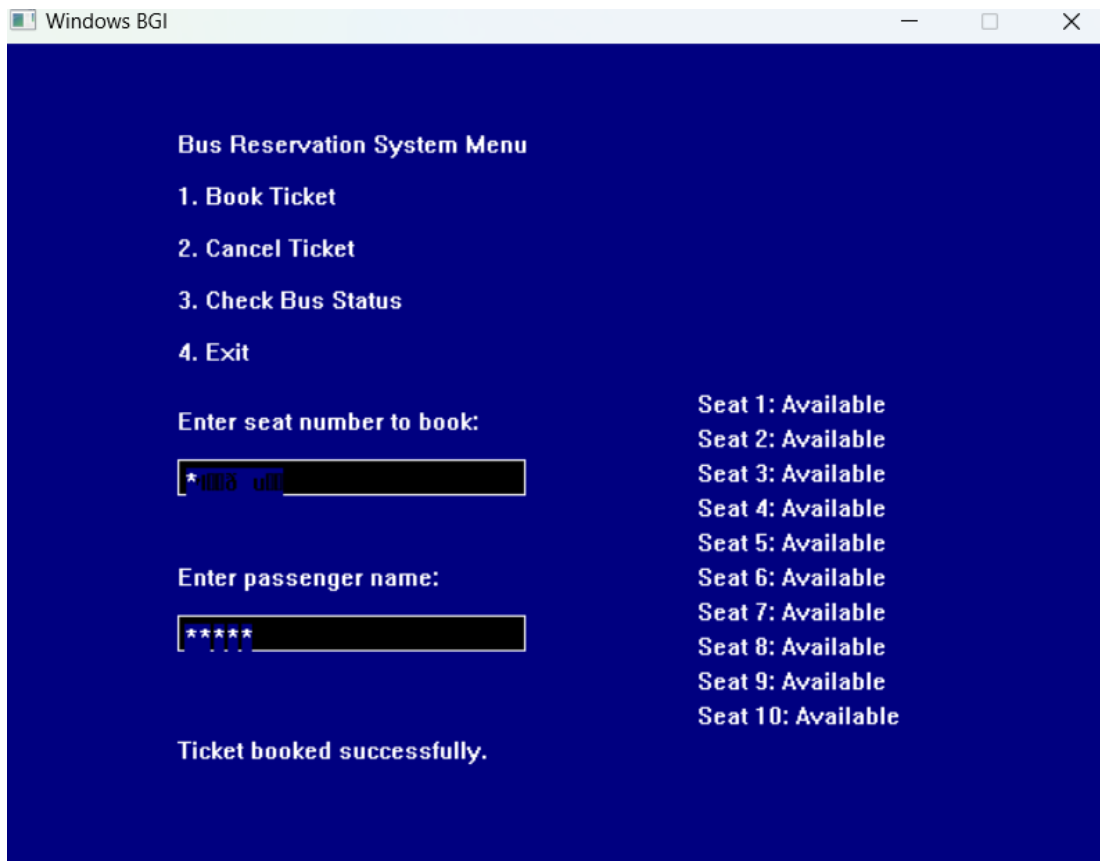 Windows BGI
Bus Reservation System Menu
1. Book Ticket
2. Cancel Ticket
3. Check Bus Status
4. Exit
Enter seat number to book:
*
Enter passenger name:
*****
Ticket booked successfully.
Seat 1: Available
Seat 2: Available
Seat 3: Available
Seat 4: Available
Seat 5: Available
Seat 6: Available
Seat 7: Available
Seat 8: Available
Seat 9: Available
Seat 10: Available